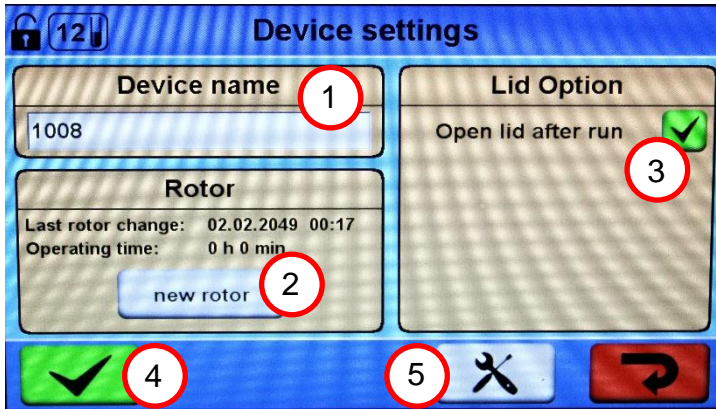 12
Device settings
Device name
1
1008
Rotor
Last rotor change: 02.02.2049 00:17
Operating time: 0 h 0 min
new rotor
2
Lid Option
Open lid after run
3
4
5